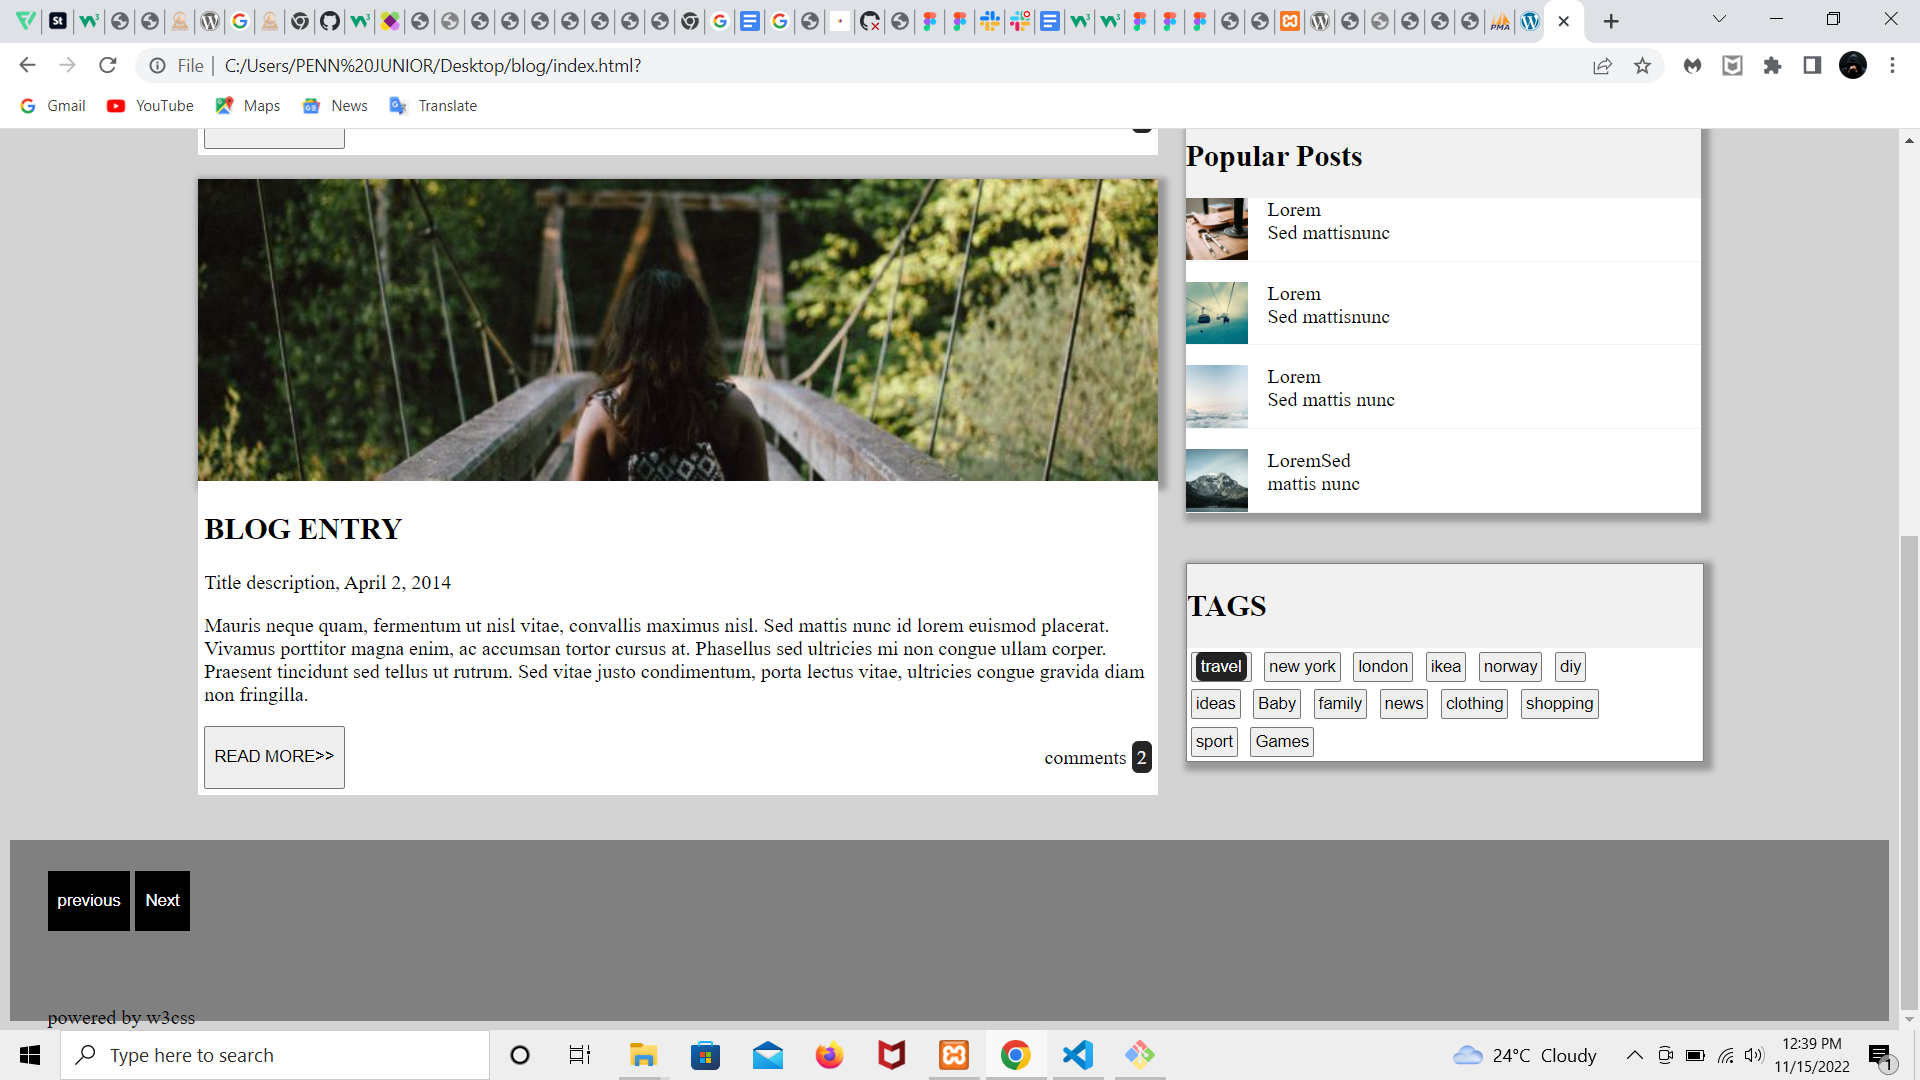 File
C:/Users/PENN%20JUNIOR/Desktop/blog/index.html?
Gmail
YouTube
Maps
News
Translate
Popular Posts
Lorem
Sed mattisnunc
Lorem
Sed mattisnunc
Lorem
Sed mattis nunc
LoremSed
mattis nunc
BLOG ENTRY
Title description, April 2, 2014
Mauris neque quam, fermentum ut nisl vitae, convallis maximus nisl. Sed mattis nunc id lorem euismod placerat.
Vivamus porttitor magna enim, ac accumsan tortor cursus at. Phasellus sed ultricies mi non congue ullam corper.
Praesent tincidunt sed tellus ut rutrum. Sed vitae justo condimentum, porta lectus vitae, ultricies congue gravida diam
non fringilla.
READ MORE>>
comments 2
TAGS
travel new york london ikea norway diy
ideas Baby family news clothing shopping
sport Games
previous Next
powered by w3css
Type here to search
24°C Cloudy
12:39 PM
11/15/2022
1